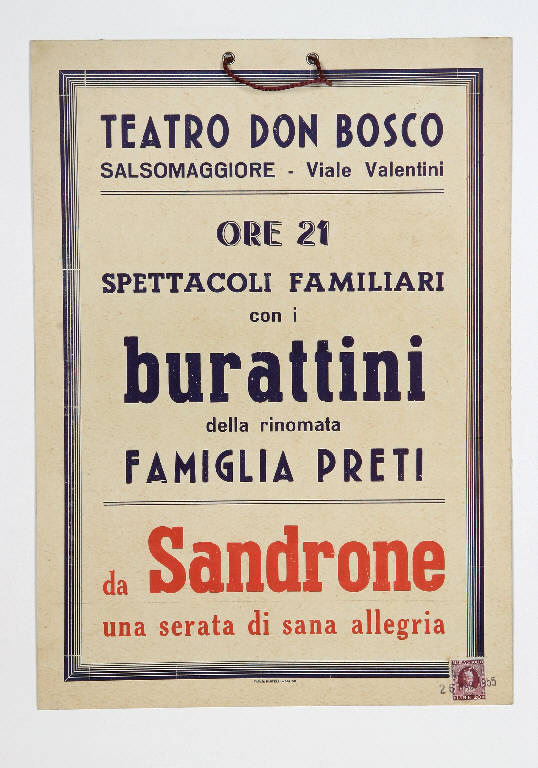 TEATRO DON BOSCO
SALSOMAGGIORE - Viale Valentini
ORE 21
SPETTACOLI FAMILIARI
con i
burattini
della rinomata
FAMIGLIA PRETI
da Sandrone
una serata di sana allegria